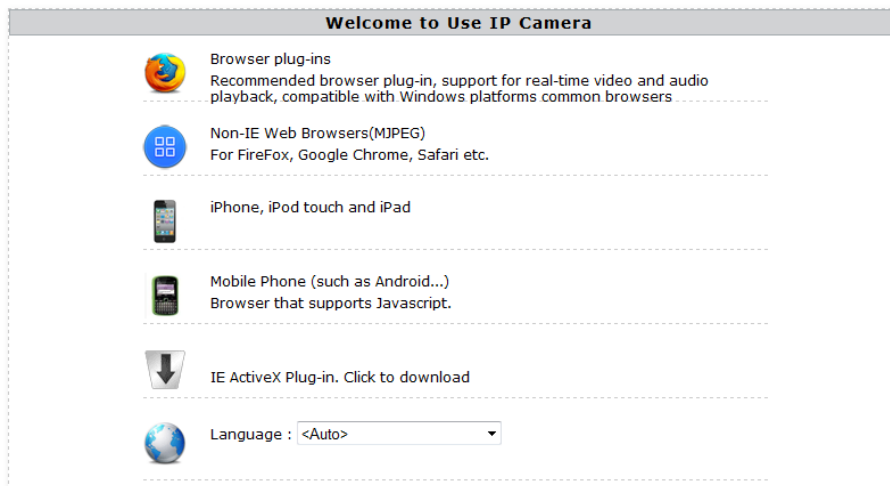 Welcome to Use IP Camera
Browser plug-ins
Recommended browser plug-in, support for real-time video and audio
playback, compatible with Windows platforms common browsers
Non-IE Web Browsers(MJPEG)
For FireFox, Google Chrome, Safari etc.
iPhone, iPod touch and iPad
Mobile Phone (such as Android...)
Browser that supports Javascript.
IE ActiveX Plug-in. Click to download
Language : <Auto>